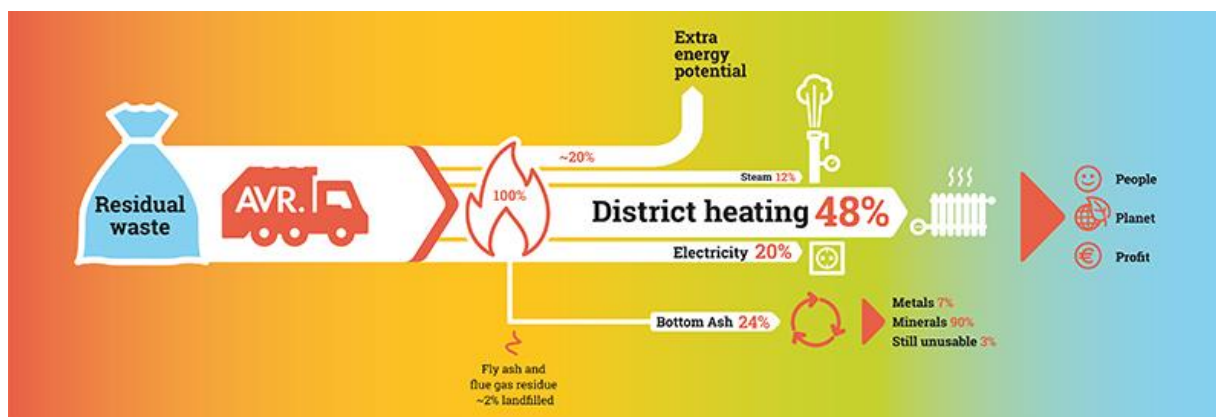 Residual
waste
AVR.
100%
~20%
Extra
energy
potential
Steam 12%
District heating 48%
Electricity 20%
Bottom Ash 24%
Metals 7%
Minerals 90%
Still unusable 3%
Fly ash and
flue gas residue
~2% landfilled
People
Planet
€ Profit